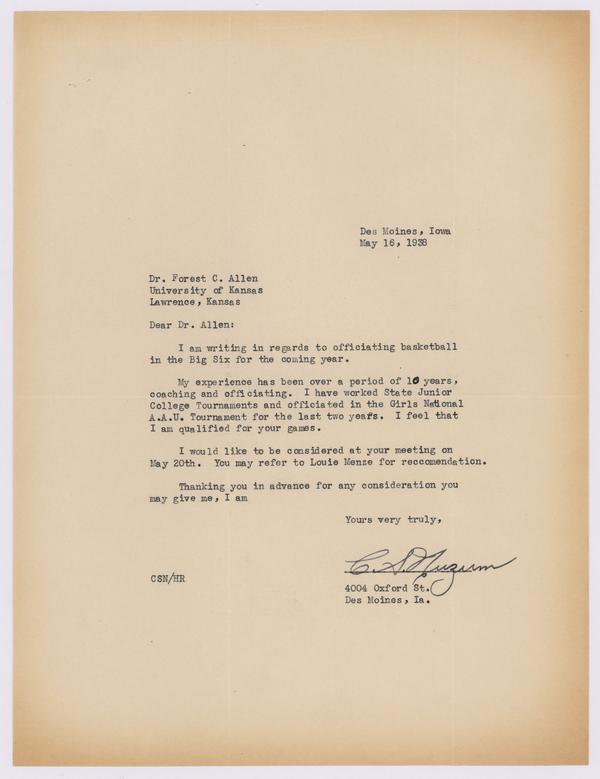 Des Moines, Iowa
May 16, 1938
Dr. Forest C. Allen
University of Kansas
Lawrence, Kansas
Dear Dr. Allen:
I am writing in regards to officiating basketball
in the Big Six for the coming year.
My experience has been over a period of 10 years,
coaching and officiating. I have worked State Junior
College Tournaments and officiated in the Girls National
A.A.U. Tournament for the last two years. I feel that
I am qualified for your games.
I would like to be considered at your meeting on
May 20th. You may refer to Louie Menze for reccomendation.
Thanking you in advance for any consideration you
may give me, I am
Yours very truly,
C. S. Nuzum
CSN/HR
4004 Oxford St.
Des Moines, Ia.